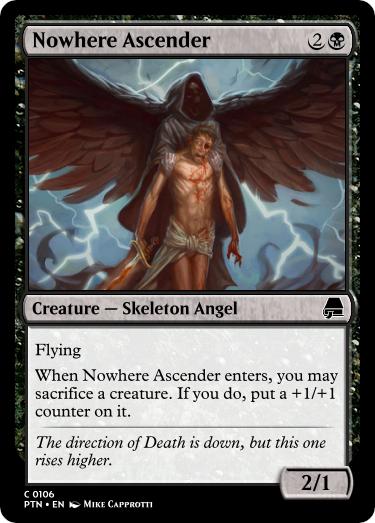 Nowhere Ascender 2
Creature — Skeleton Angel
Flying
When Nowhere Ascender enters, you may
sacrifice a creature. If you do, put a +1/+1
counter on it.
The direction of Death is down, but this one
rises higher.
2/1
C 0106
PTN • EN Mike Capprotti